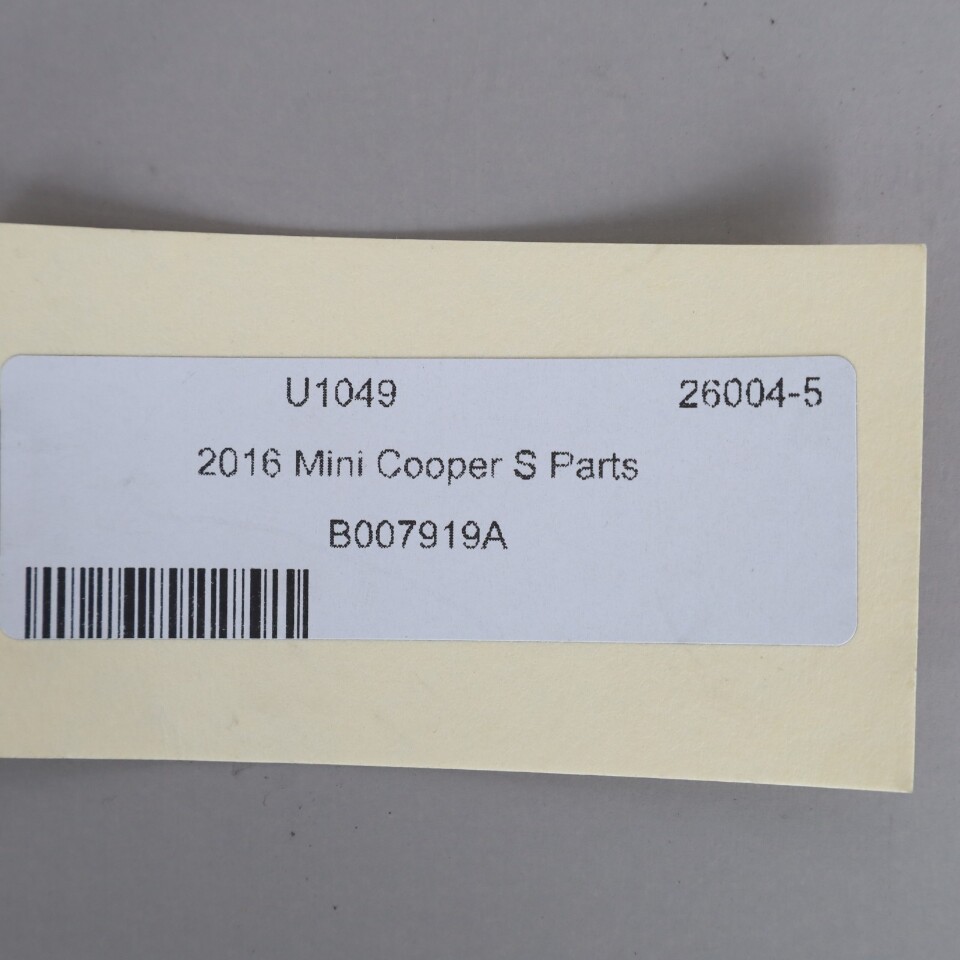 U1049 26004-5
2016 Mini Cooper S Parts
B007919A